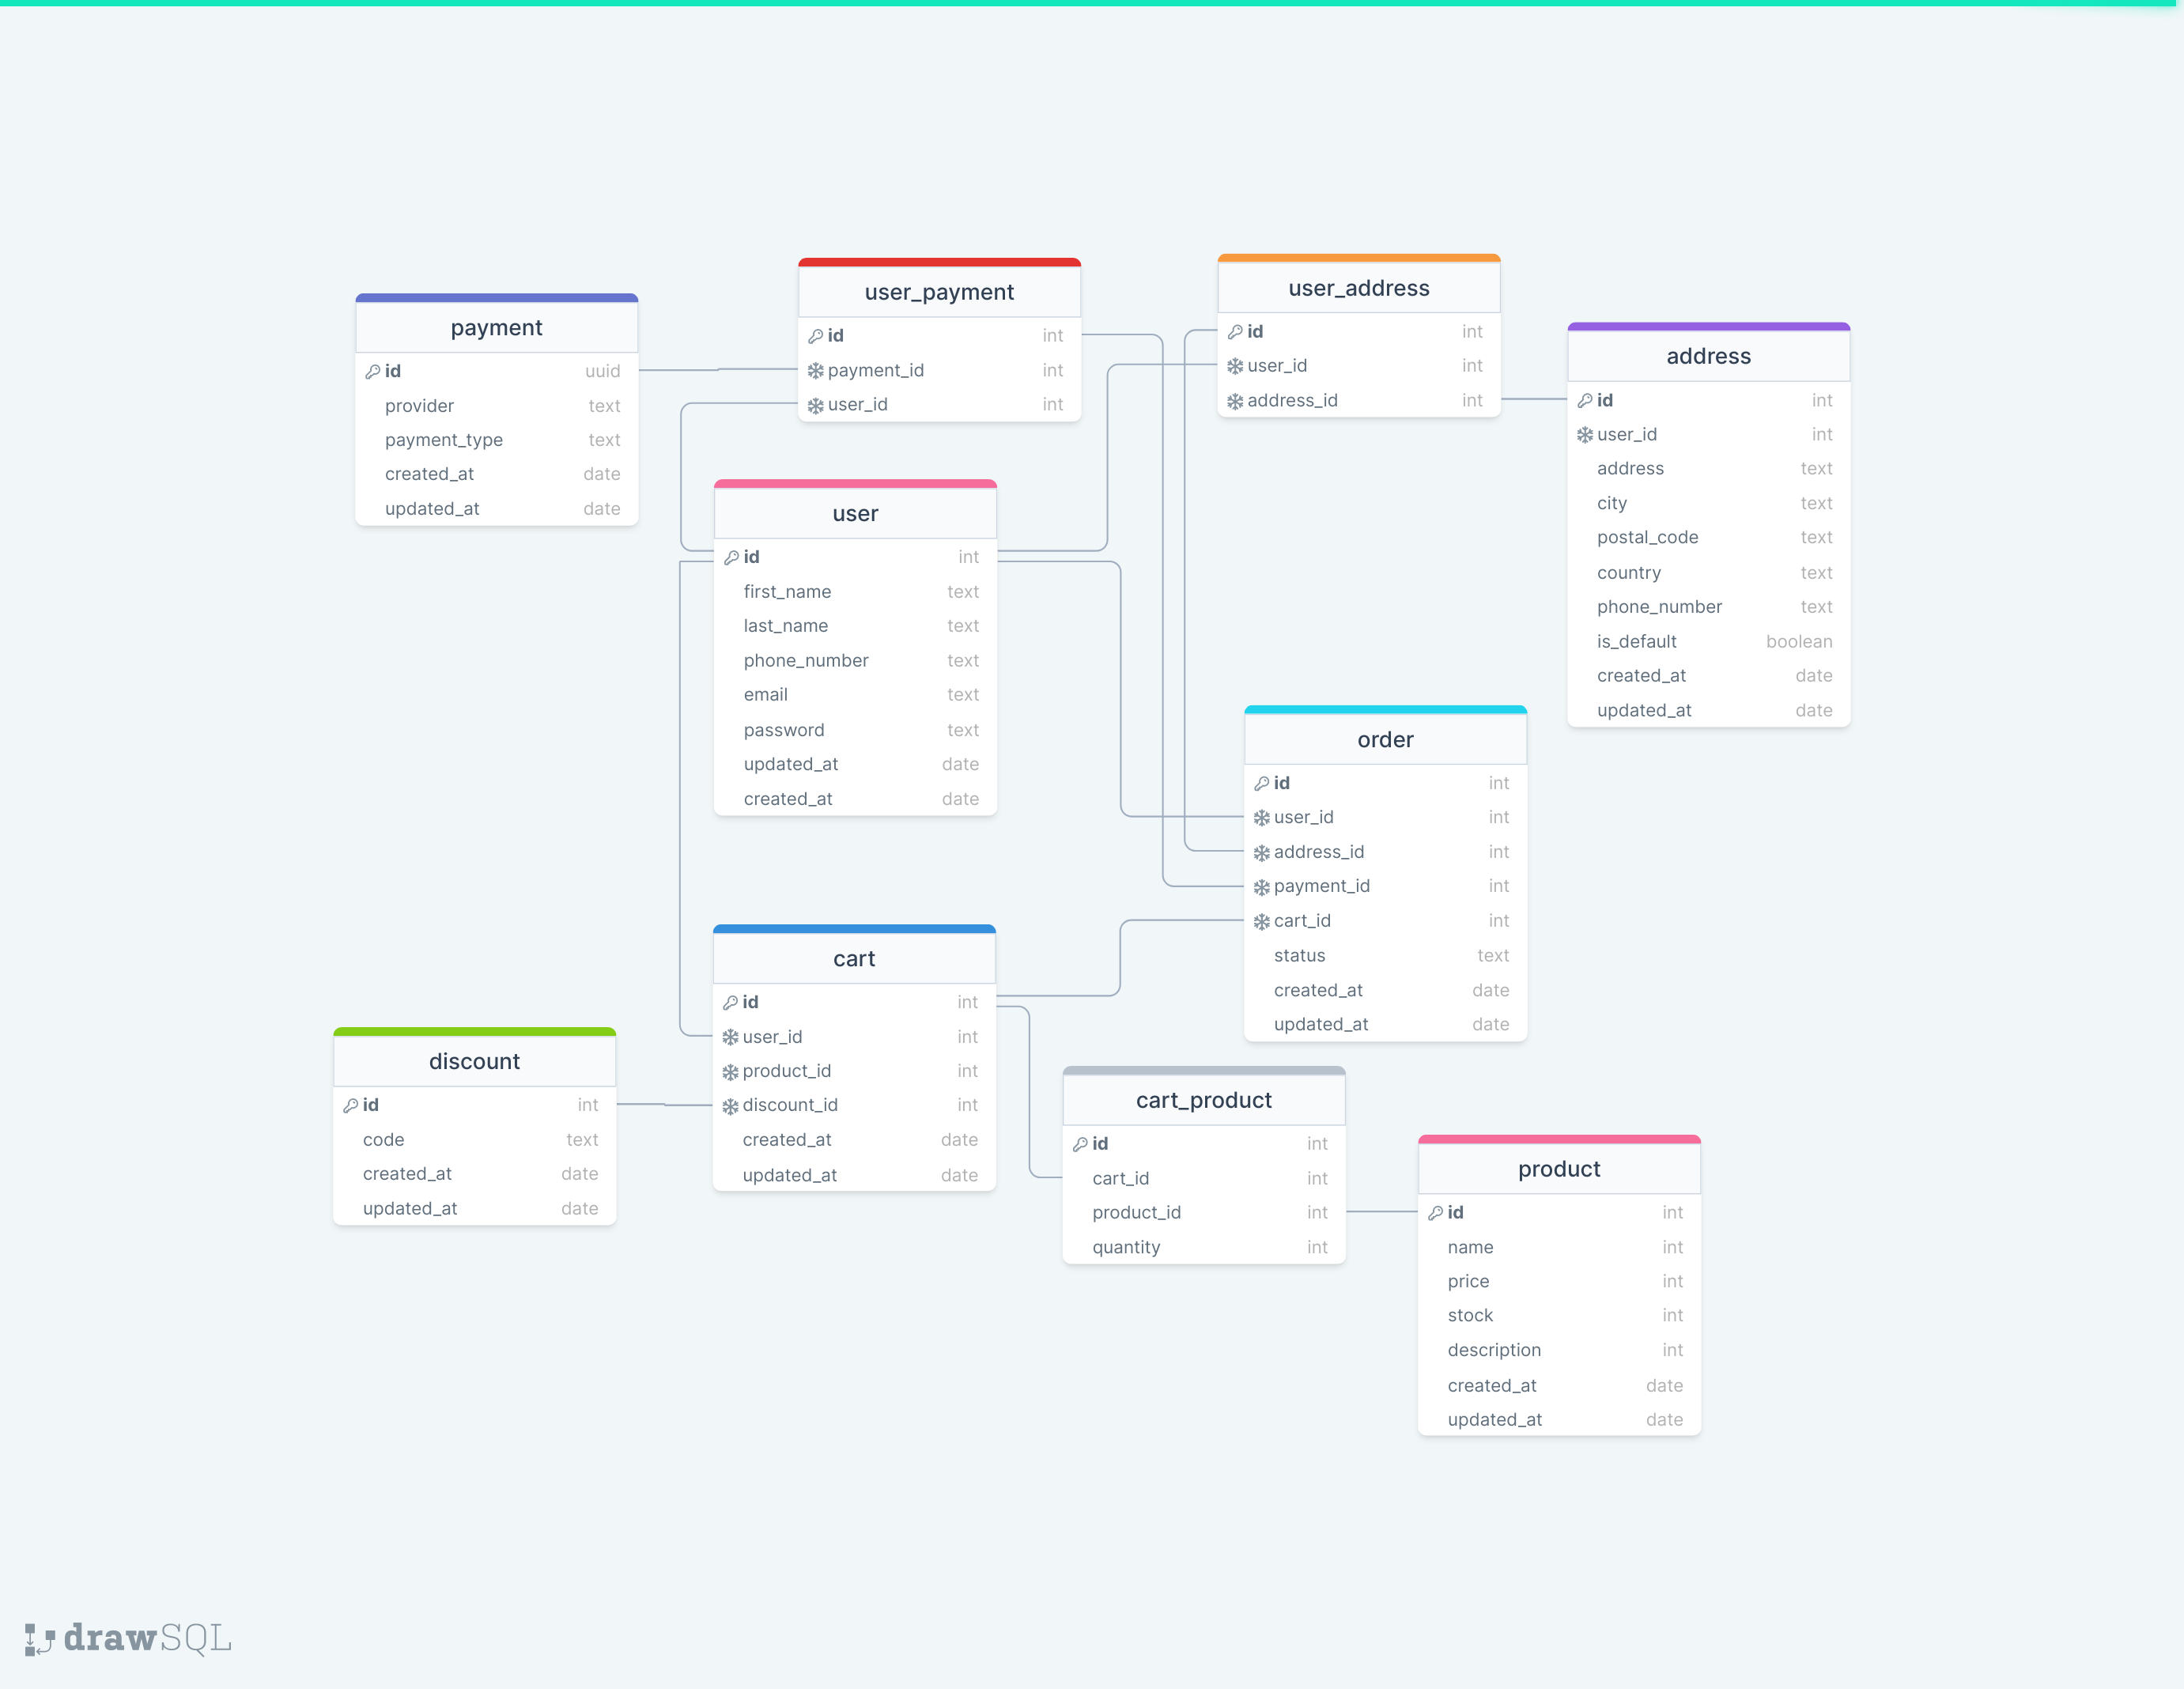 payment
id uuid
provider text
payment_type text
created_at date
updated_at date
user_payment
id int
payment_id int
user_id int
user_address
id int
user_id int
address_id int
address
id int
user_id int
address text
city text
postal_code text
country text
phone_number text
is_default boolean
created_at date
updated_at date
user
id int
first_name text
last_name text
phone_number text
email text
password text
updated_at date
created_at date
order
id int
user_id int
address_id int
payment_id int
cart_id int
status text
created_at date
updated_at date
cart
id int
user_id int
product_id int
discount_id int
created_at date
updated_at date
discount
id int
code text
created_at date
updated_at date
cart_product
id int
cart_id int
product_id int
quantity int
product
id int
name int
price int
stock int
description int
created_at date
updated_at date
drawSQL